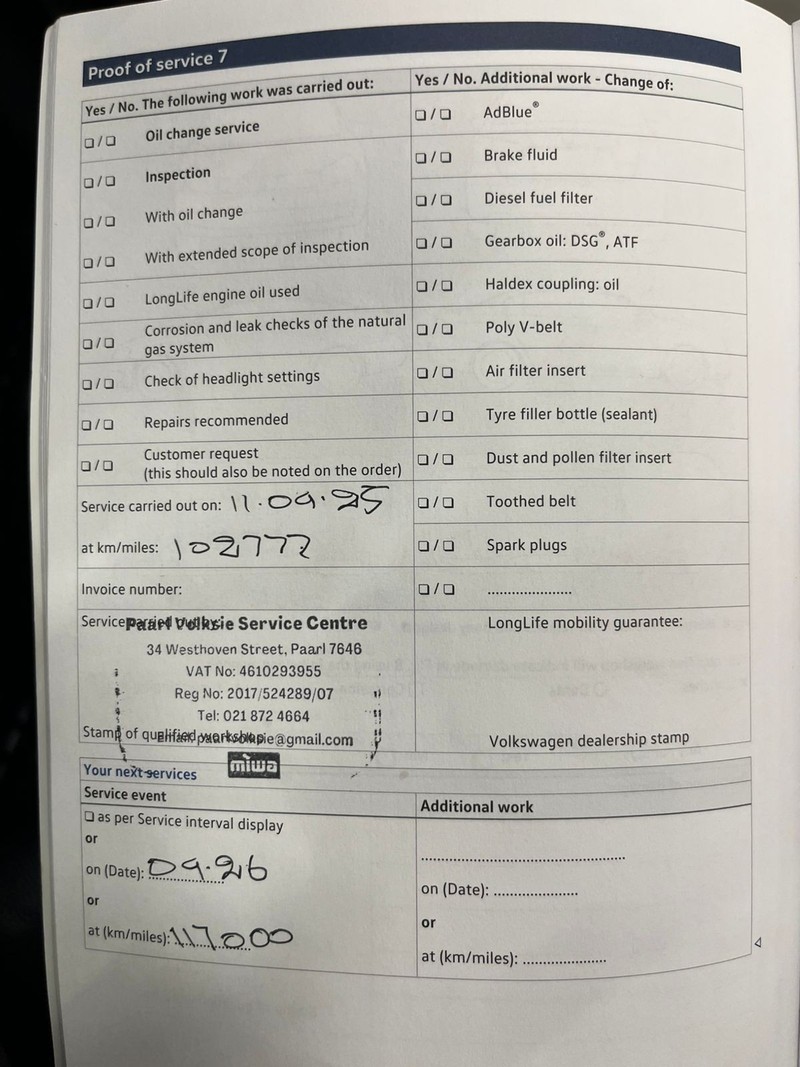 Proof of service 7
Yes / No. The following work was carried out:
❑ / ❑ Oil change service
❑ / ❑ Inspection
❑ / ❑ With oil change
❑ / ❑ With extended scope of inspection
❑ / ❑ LongLife engine oil used
❑ / ❑ Corrosion and leak checks of the natural
gas system
❑ / ❑ Check of headlight settings
❑ / ❑ Repairs recommended
❑ / ❑ Customer request
(this should also be noted on the order)
Service carried out on: 11.09.25
at km/miles: 102777
Invoice number:
Service carried out by:
Paarl Volksie Service Centre
34 Westhoven Street, Paarl 7646
VAT No: 4610293955
Reg No: 2017/524289/07
Tel: 021 872 4664
Stamp of qualified workshop
miwa
Yes / No. Additional work - Change of:
❑ / ❑ AdBlue®
❑ / ❑ Brake fluid
❑ / ❑ Diesel fuel filter
❑ / ❑ Gearbox oil: DSG®, ATF
❑ / ❑ Haldex coupling: oil
❑ / ❑ Poly V-belt
❑ / ❑ Air filter insert
❑ / ❑ Tyre filler bottle (sealant)
❑ / ❑ Dust and pollen filter insert
❑ / ❑ Toothed belt
❑ / ❑ Spark plugs
❑ / ❑ ......................
LongLife mobility guarantee:
Volkswagen dealership stamp
Your next services
Service event
❑ as per Service interval display
or
on (Date): 09.26
or
at (km/miles): 117000
Additional work
......................................................
on (Date): ......................
or
at (km/miles): ......................